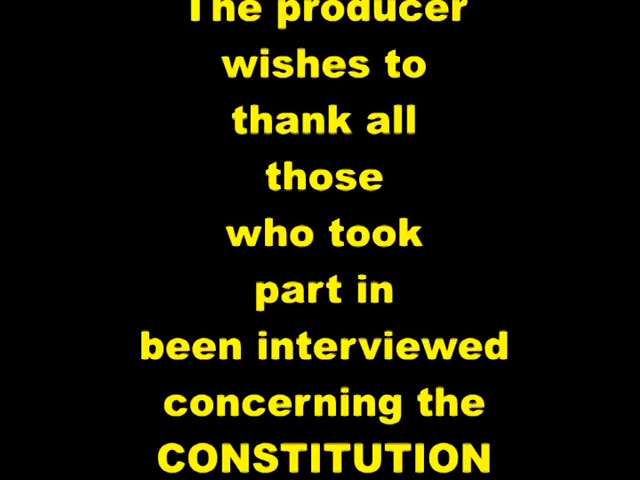 The producer
wishes to
thank all
those
who took
part in
been interviewed
concerning the
CONSTITUTION